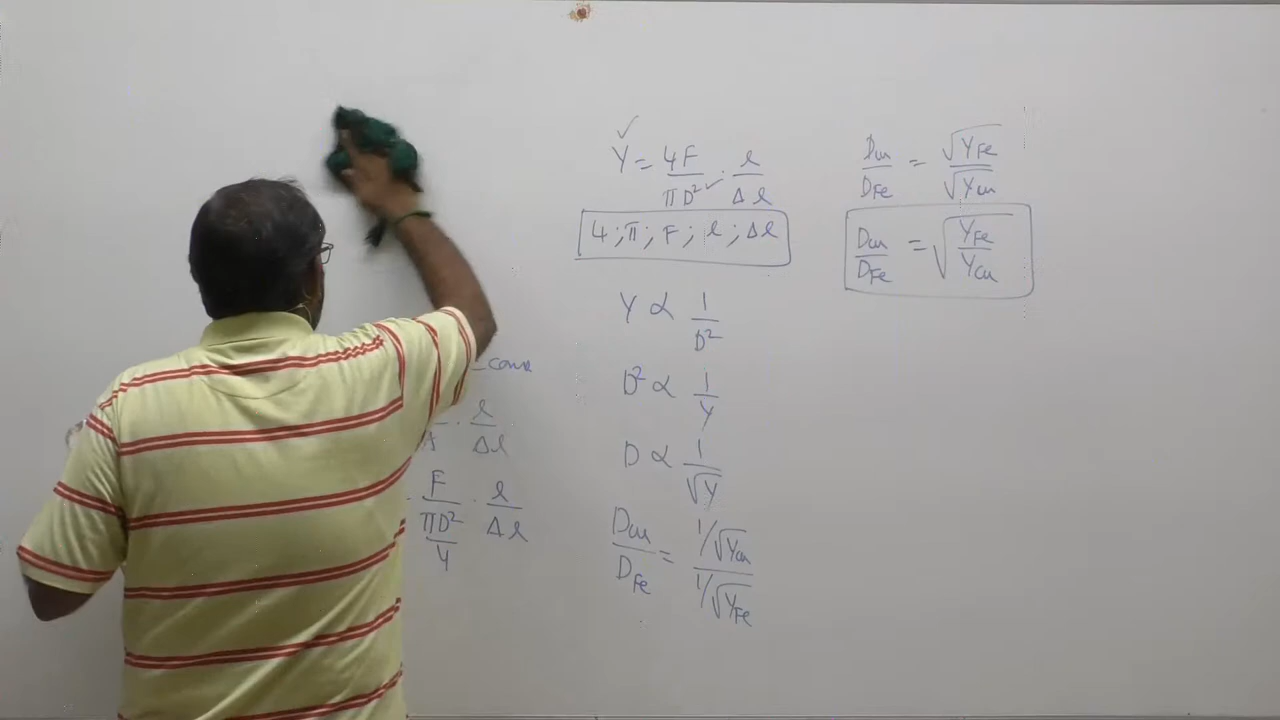 = cons
A · l/Δl
F/(πD²/4) · l/Δl
✓
Y = 4F/πD² ✓ · l/Δl
4 ; π ; F ; l ; Δl
Y ∝ 1/D²
D² ∝ 1/Y
D ∝ 1/√Y
Dcu/DFe = (1/√Ycu)/(1/√YFe)
Dcu/DFe = √YFe/√Ycu
Dcu/DFe = √(YFe/Ycu)